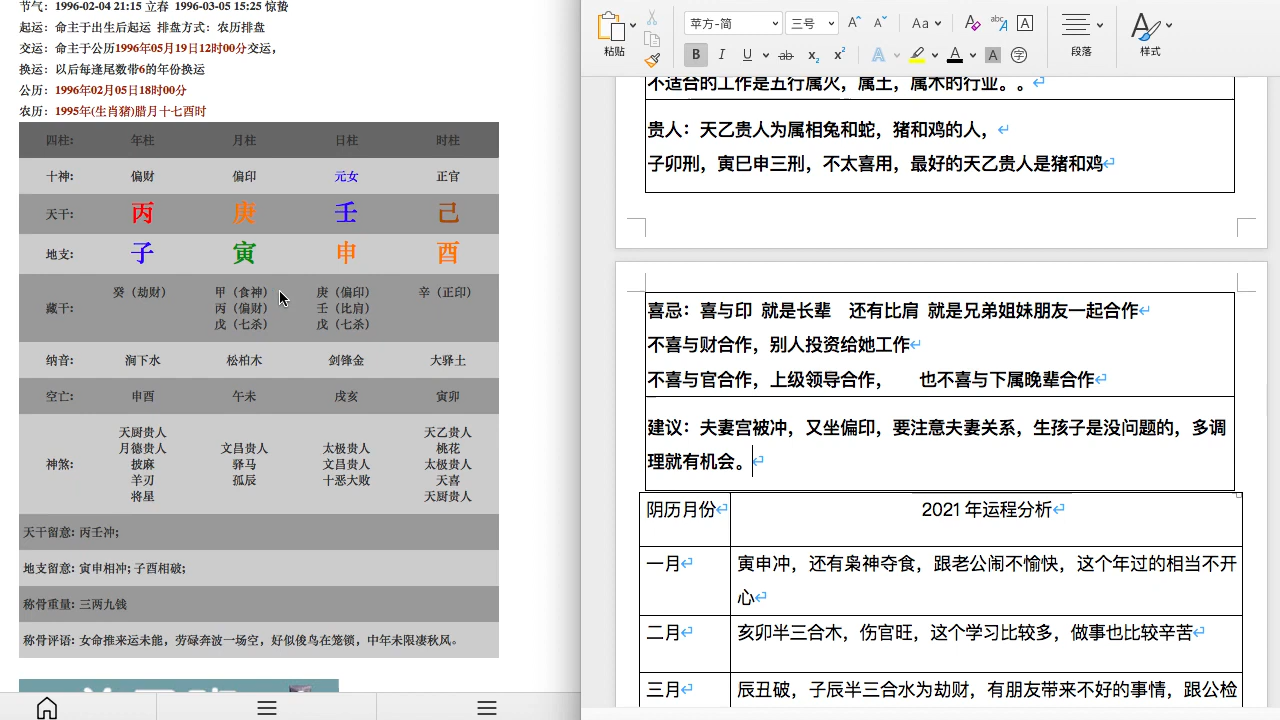 节气：1996-02-04 21:15 立春  1996-03-05 15:25 惊蛰
起运：命主于出生后起运  排盘方式：农历排盘
交运：命主于公历1996年05月19日12时00分交运，
换运：以后每逢尾数带6的年份换运
公历：1996年02月05日18时00分
农历：1995年(生肖猪)腊月十七酉时
四柱: 年柱 月柱 日柱 时柱
十神: 偏财 偏印 元女 正官
天干: 丙 庚 壬 己
地支: 子 寅 申 酉
藏干: 癸（劫财） 甲（食神） 庚（偏印） 辛（正印）
丙（偏财） 壬（比肩）
戊（七杀） 戊（七杀）
纳音: 涧下水 松柏木 剑锋金 大驿土
空亡: 申酉 午未 戌亥 寅卯
神煞:
天厨贵人
月德贵人
披麻
羊刃
将星
文昌贵人
驿马
孤辰
太极贵人
文昌贵人
十恶大败
天乙贵人
桃花
太极贵人
天喜
天厨贵人
天干留意: 丙壬冲;
地支留意: 寅申相冲; 子酉相破;
称骨重量: 三两九钱
称骨评语: 女命推来运未能，劳碌奔波一场空，好似俊鸟在笼锁，中年未限凄秋风。
粘贴
苹方-简 三号 A A Aa A abc A A
B I U ab X₂ X² A A A 字
段落
样式
不适合的工作是五行属火，属土，属木的行业。。
贵人：天乙贵人为属相兔和蛇，猪和鸡的人，
子卯刑，寅巳申三刑，不太喜用，最好的天乙贵人是猪和鸡
喜忌：喜与印  就是长辈    还有比肩  就是兄弟姐妹朋友一起合作
不喜与财合作，别人投资给她工作
不喜与官合作，上级领导合作，      也不喜与下属晚辈合作
建议：夫妻宫被冲，又坐偏印，要注意夫妻关系，生孩子是没问题的，多调
理就有机会。
阴历月份 2021 年运程分析
一月 寅申冲，还有枭神夺食，跟老公闹不愉快，这个年过的相当不开
心
二月 亥卯半三合木，伤官旺，这个学习比较多，做事也比较辛苦
三月 辰丑破，子辰半三合水为劫财，有朋友带来不好的事情，跟公检